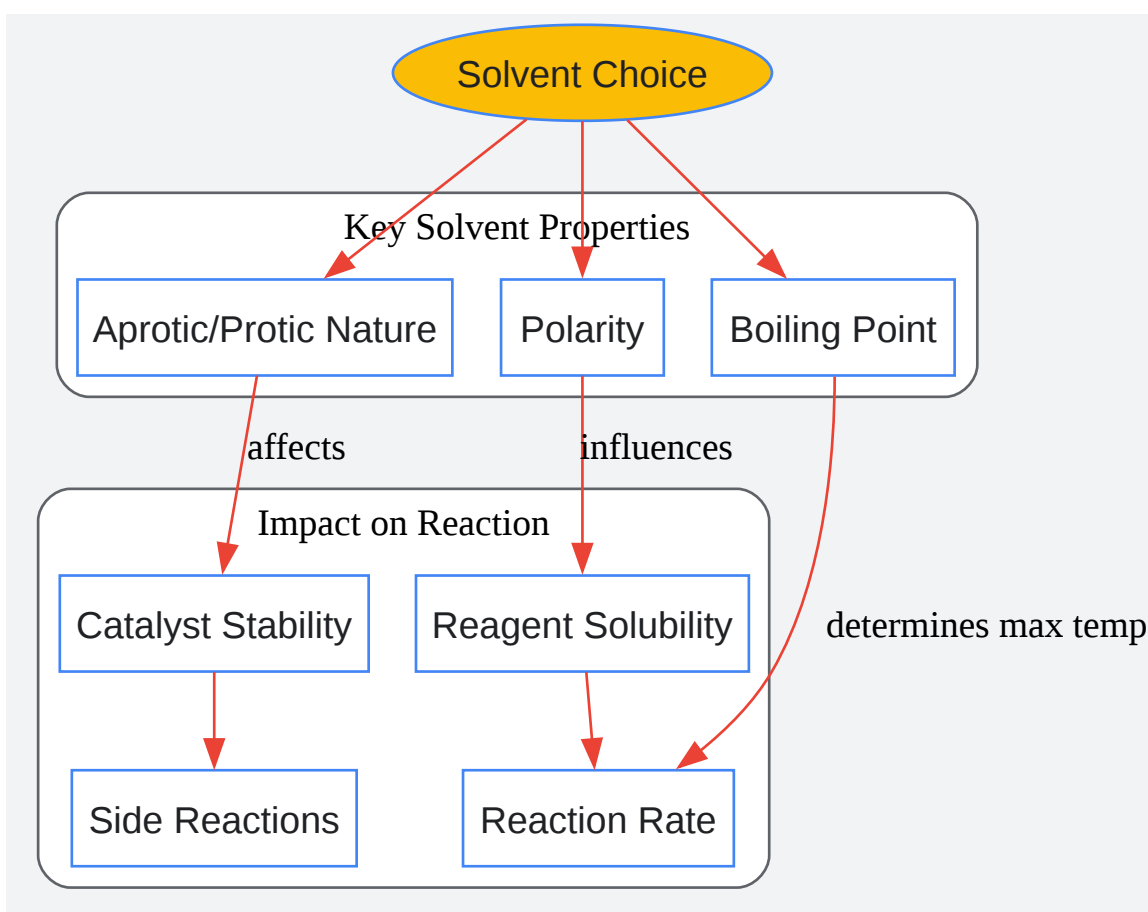 Solvent Choice
Key Solvent Properties
Aprotic/Protic Nature
Polarity
Boiling Point
affects
influences
Impact on Reaction
Catalyst Stability
Reagent Solubility
determines max temp
Side Reactions
Reaction Rate